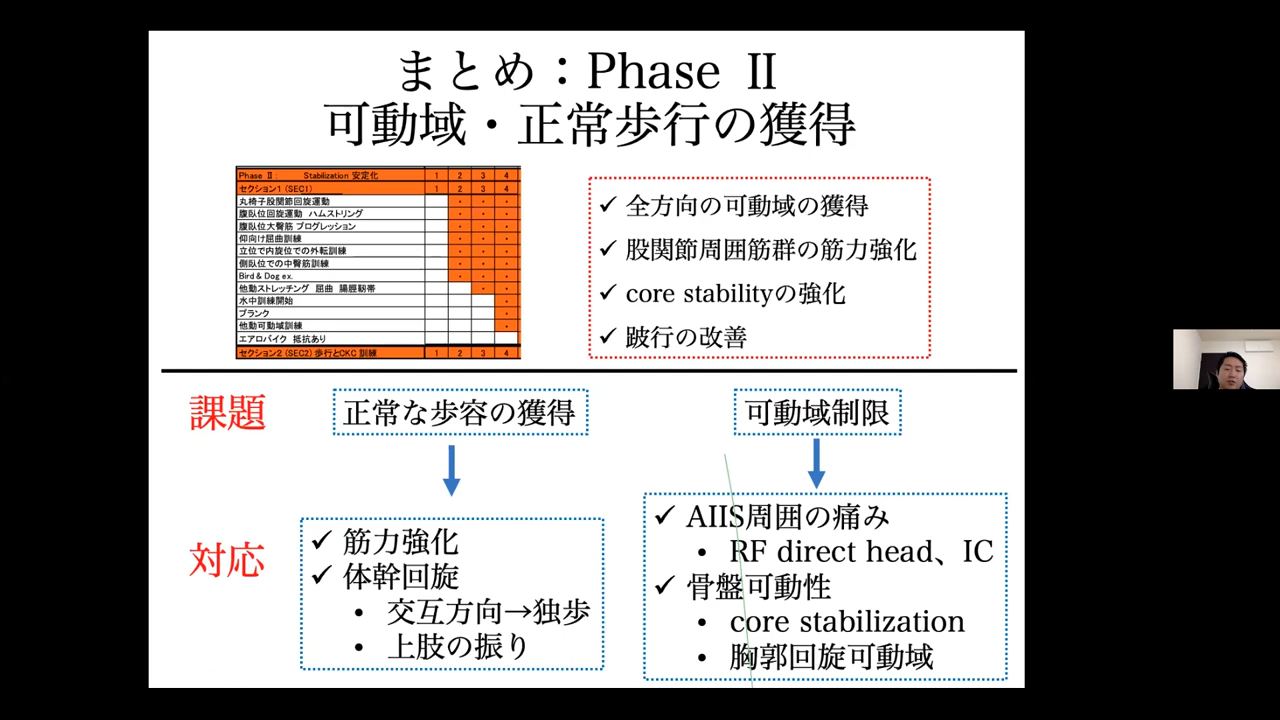 まとめ：Phase Ⅱ
可動域・正常歩行の獲得
Phase Ⅱ： Stabilization 安定化 1 2 3 4
セクション1 (SEC1) 1 2 3 4
丸椅子股関節回旋運動
腹臥位回旋運動 ハムストリング
腹臥位大臀筋 プログレッション
仰向け屈曲訓練
立位で内旋位での外転訓練
側臥位での中臀筋訓練
Bird & Dog ex.
他動ストレッチング 屈曲 腸脛靭帯
水中訓練開始
プランク
他動可動域訓練
エアロバイク 抵抗あり
セクション2 (SEC2) 歩行とCKC 訓練 1 2 3 4
✓ 全方向の可動域の獲得
✓ 股関節周囲筋群の筋力強化
✓ core stabilityの強化
✓ 跛行の改善
課題
正常な歩容の獲得
可動域制限
対応
✓ 筋力強化
✓ 体幹回旋
• 交互方向→独歩
• 上肢の振り
✓ AIIS周囲の痛み
• RF direct head、IC
✓ 骨盤可動性
• core stabilization
• 胸郭回旋可動域